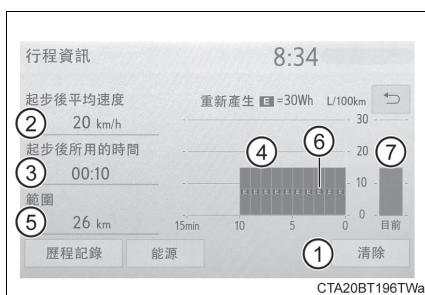 行程資訊
8:34
起步後平均速度
重新產生 E =30Wh
L/100km
2
20 km/h
30
起步後所用的時間
4
6
20
7
3
00:10
E E E E E E E E E E
10
範圍
5
26 km
15min
10
5
0
目前
歷程記錄
能源
1
清除
CTA20BT196TWa